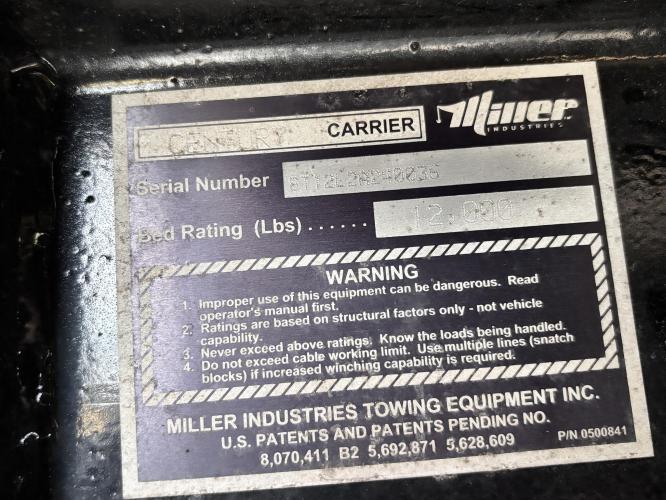 Miller
INDUSTRIES
CENTURY CARRIER
Serial Number
Bed Rating (Lbs) ...... 12,000
WARNING
1. Improper use of this equipment can be dangerous. Read
operator's manual first.
2. Ratings are based on structural factors only - not vehicle
capability.
3. Never exceed above ratings. Know the loads being handled.
4. Do not exceed cable working limit. Use multiple lines (snatch
blocks) if increased winching capability is required.
MILLER INDUSTRIES TOWING EQUIPMENT INC.
U.S. PATENTS AND PATENTS PENDING NO.
8,070,411 B2 5,692,871 5,628,609
P/N 0500841